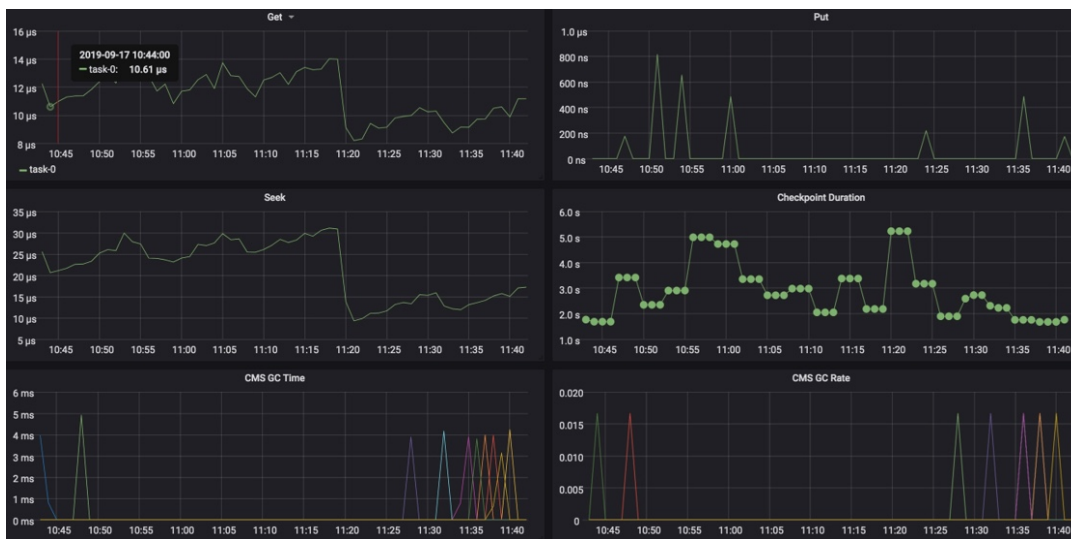 Get
16 µs
14 µs
12 µs
10 µs
8 µs
2019-09-17 10:44:00
task-0: 10.61 µs
10:45 10:50 10:55 11:00 11:05 11:10 11:15 11:20 11:25 11:30 11:35 11:40
task-0
Put
1.0 µs
800 ns
600 ns
400 ns
200 ns
0 ns
10:45 10:50 10:55 11:00 11:05 11:10 11:15 11:20 11:25 11:30 11:35 11:40
Seek
35 µs
30 µs
25 µs
20 µs
15 µs
10 µs
5 µs
10:45 10:50 10:55 11:00 11:05 11:10 11:15 11:20 11:25 11:30 11:35 11:40
Checkpoint Duration
6.0 s
5.0 s
4.0 s
3.0 s
2.0 s
1.0 s
10:45 10:50 10:55 11:00 11:05 11:10 11:15 11:20 11:25 11:30 11:35 11:40
CMS GC Time
6 ms
5 ms
4 ms
3 ms
2 ms
1 ms
0 ms
10:45 10:50 10:55 11:00 11:05 11:10 11:15 11:20 11:25 11:30 11:35 11:40
CMS GC Rate
0.020
0.015
0.010
0.005
0
10:45 10:50 10:55 11:00 11:05 11:10 11:15 11:20 11:25 11:30 11:35 11:40